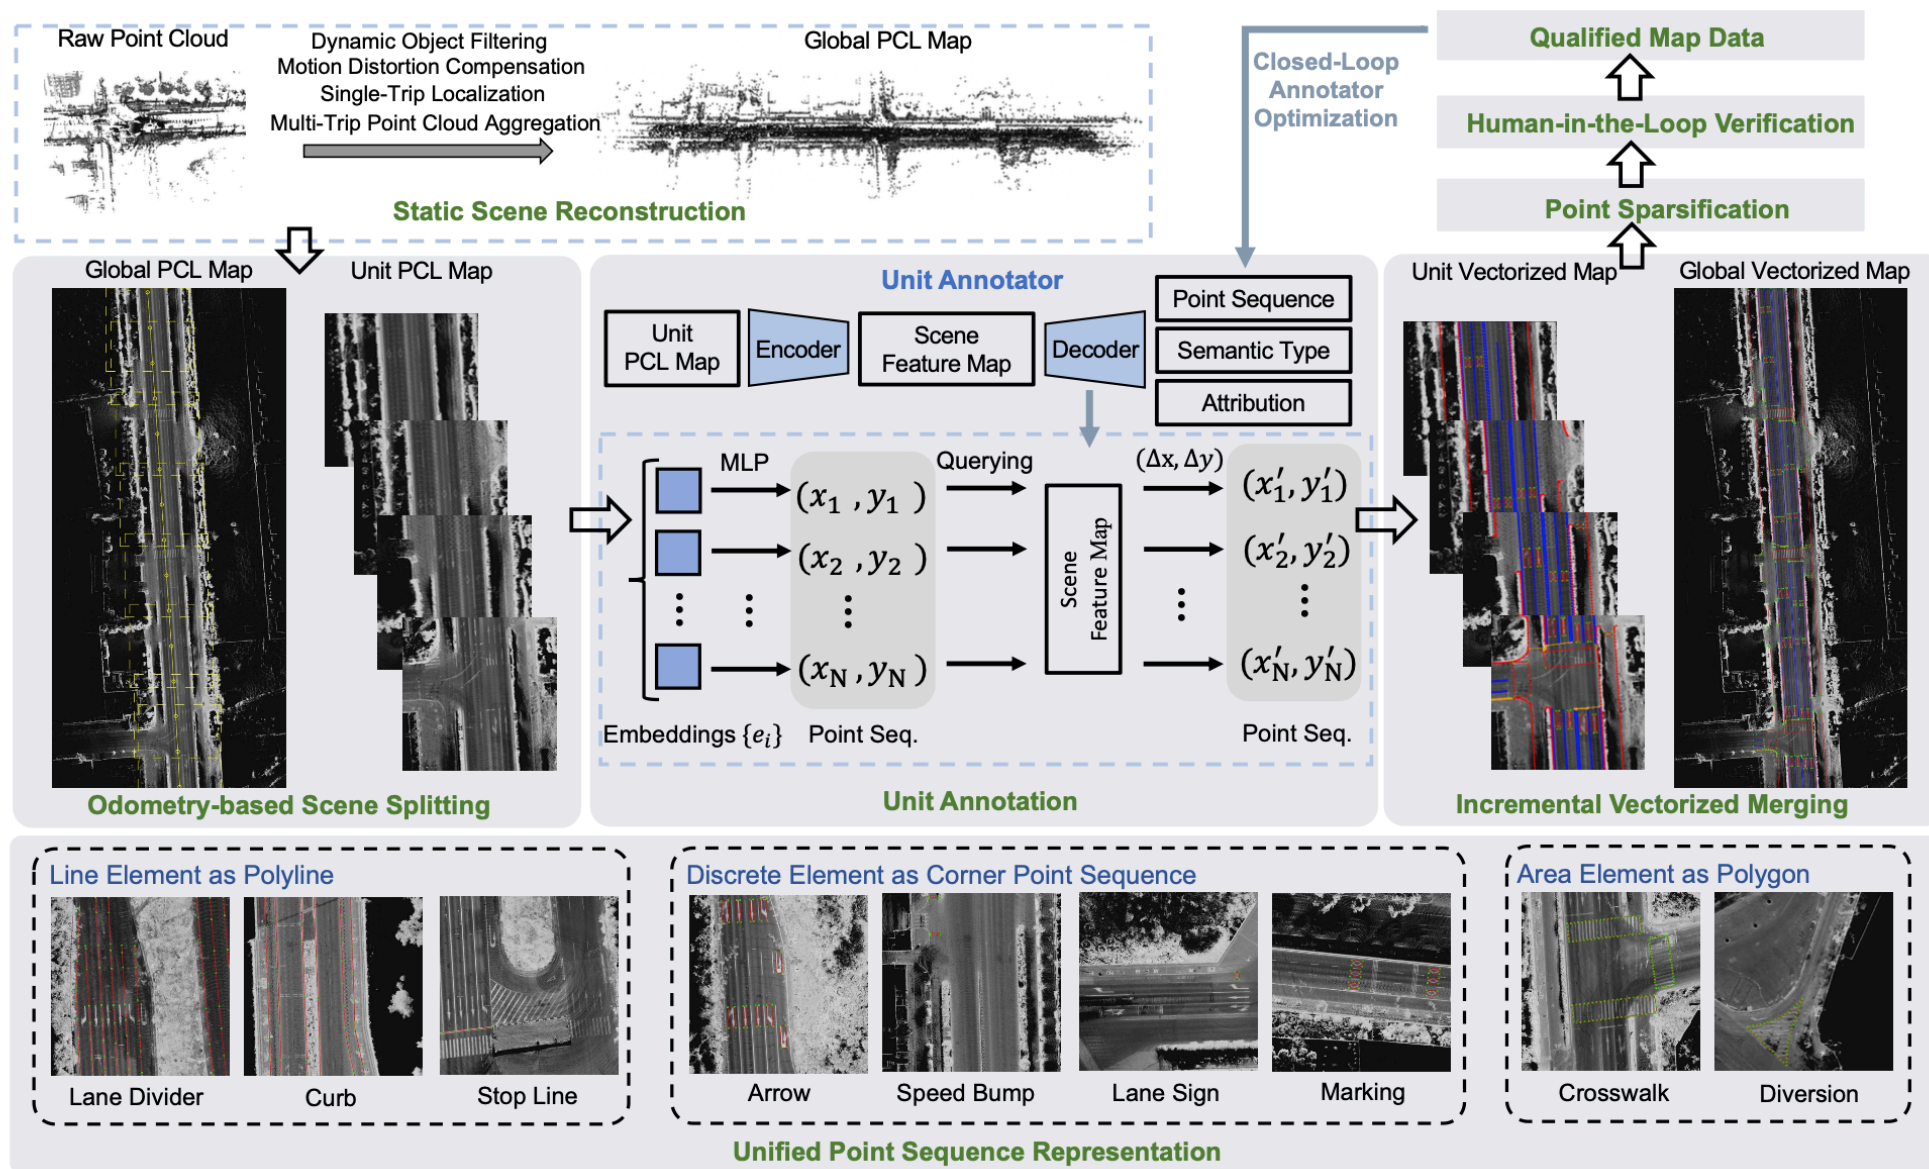 Raw Point Cloud
Dynamic Object Filtering
Motion Distortion Compensation
Single-Trip Localization
Multi-Trip Point Cloud Aggregation
Global PCL Map
Static Scene Reconstruction
Closed-Loop
Annotator
Optimization
Qualified Map Data
Human-in-the-Loop Verification
Point Sparsification
Global PCL Map
Unit PCL Map
Odometry-based Scene Splitting
Unit Annotator
Unit
PCL Map
Encoder
Scene
Feature Map
Decoder
Point Sequence
Semantic Type
Attribution
MLP
Querying
(Δx, Δy)
(x₁ , y₁ )
(x₂ , y₂ )
(x_N , y_N )
Scene
Feature Map
(x′₁, y′₁)
(x′₂, y′₂)
(x′_N, y′_N)
Embeddings {eᵢ}
Point Seq.
Point Seq.
Unit Annotation
Unit Vectorized Map
Global Vectorized Map
Incremental Vectorized Merging
Line Element as Polyline
Lane Divider
Curb
Stop Line
Discrete Element as Corner Point Sequence
Arrow
Speed Bump
Lane Sign
Marking
Area Element as Polygon
Crosswalk
Diversion
Unified Point Sequence Representation